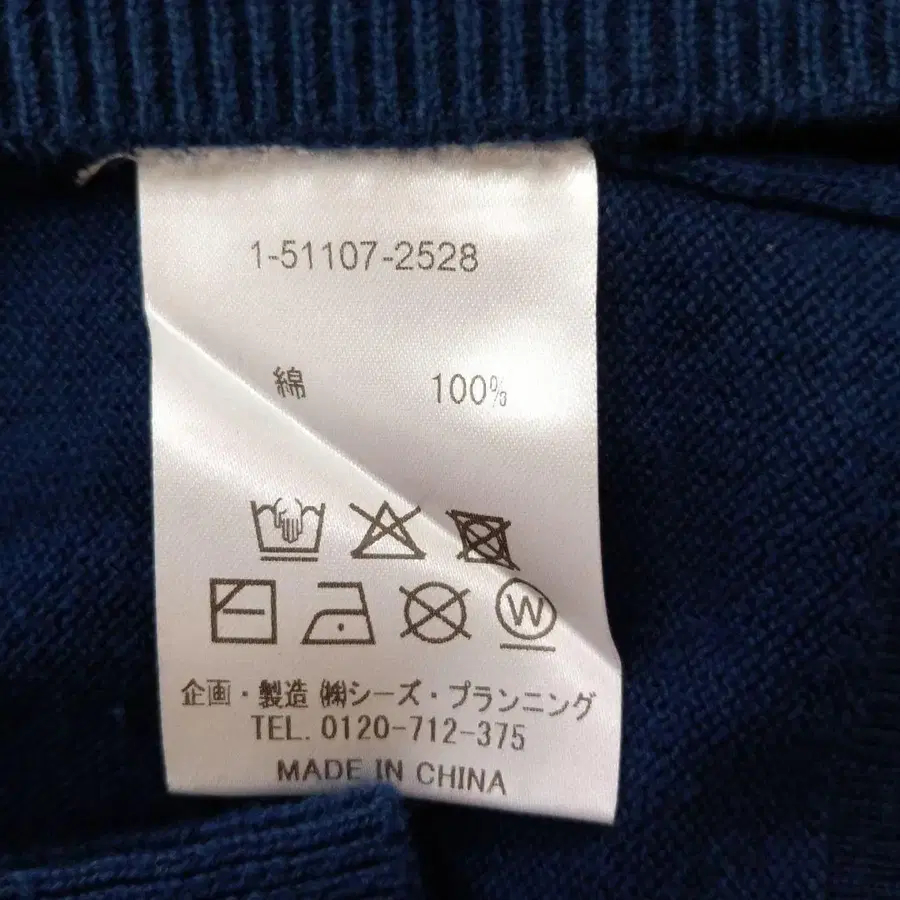 1-51107-2528
綿 100%
W
企画・製造 ㈱シーズ・プランニング
TEL. 0120-712-375
MADE IN CHINA